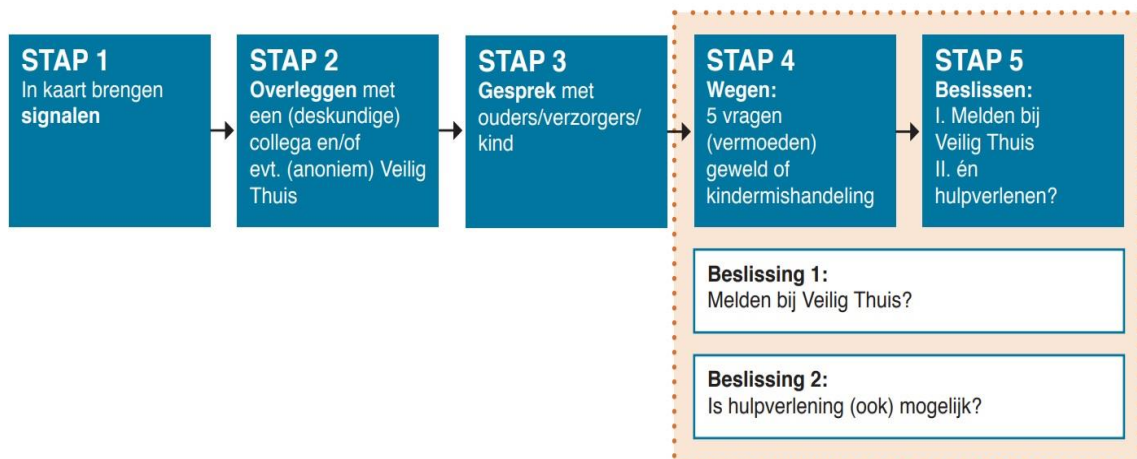 STAP 1
In kaart brengen
signalen
STAP 2
Overleggen met
een (deskundige)
collega en/of
evt. (anoniem) Veilig
Thuis
STAP 3
Gesprek met
ouders/verzorgers/
kind
STAP 4
Wegen:
5 vragen
(vermoeden)
geweld of
kindermishandeling
STAP 5
Beslissen:
I. Melden bij
Veilig Thuis
II. én
hulpverlenen?
Beslissing 1:
Melden bij Veilig Thuis?
Beslissing 2:
Is hulpverlening (ook) mogelijk?